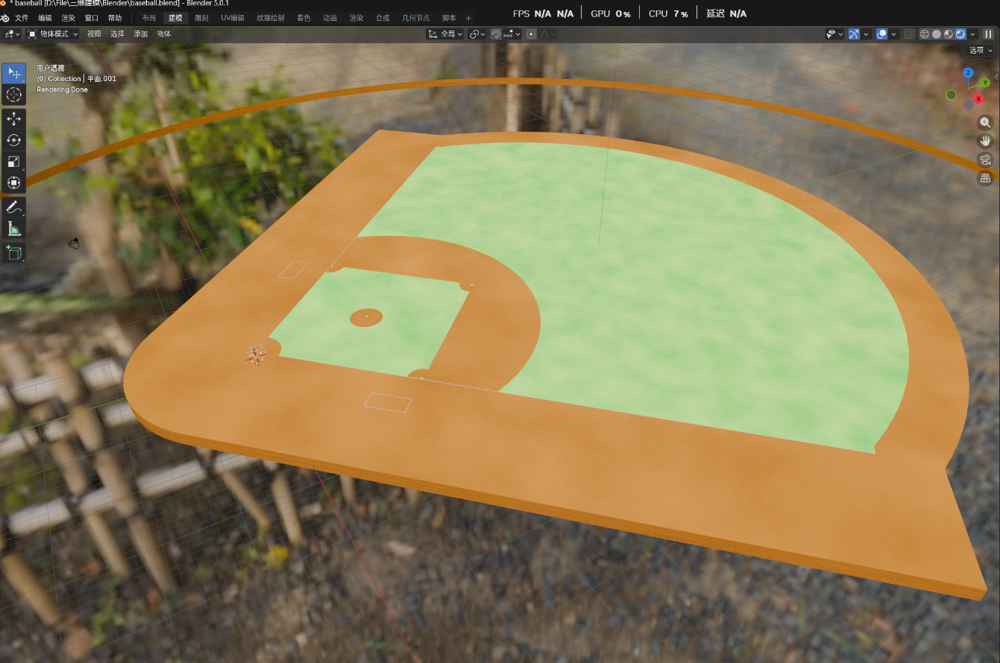 * baseball [D:\File\三维建模\Blender\baseball.blend] - Blender 5.0.1
文件 编辑 渲染 窗口 帮助 布局 建模 雕刻 UV编辑 纹理绘制 着色 动画 渲染 合成 几何节点 脚本 +
FPS N/A N/A GPU 0 % CPU 7 % 延迟 N/A
物体模式 视图 选择 添加 物体 全局
选项
用户透视
(0) Collection | 平面.001
Rendering Done
Z
Y
X